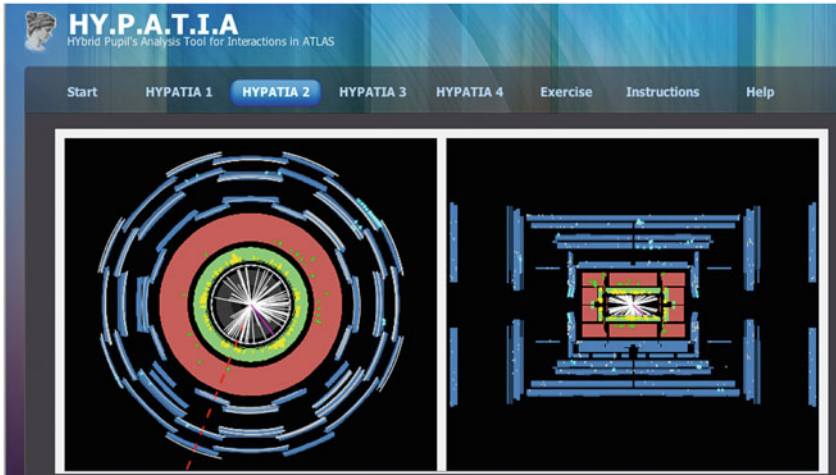 HY.P.A.T.I.A
HYbrid Pupil's Analysis Tool for Interactions in ATLAS
Start HYPATIA 1 HYPATIA 2 HYPATIA 3 HYPATIA 4 Exercise Instructions Help